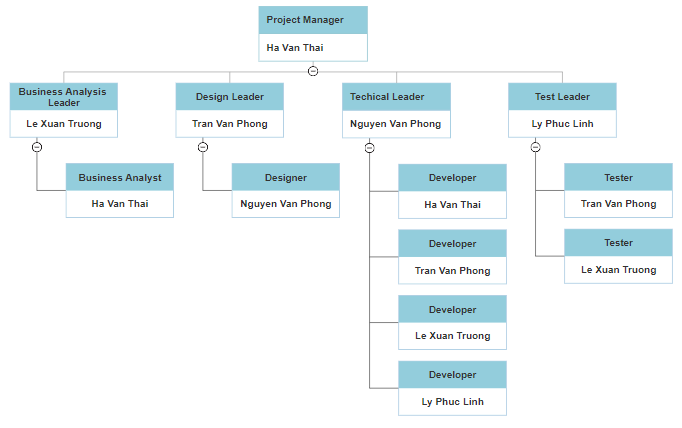 Project Manager
Ha Van Thai
Business Analysis
Leader
Le Xuan Truong
Design Leader
Tran Van Phong
Techical Leader
Nguyen Van Phong
Test Leader
Ly Phuc Linh
Business Analyst
Ha Van Thai
Designer
Nguyen Van Phong
Developer
Ha Van Thai
Developer
Tran Van Phong
Developer
Le Xuan Truong
Developer
Ly Phuc Linh
Tester
Tran Van Phong
Tester
Le Xuan Truong